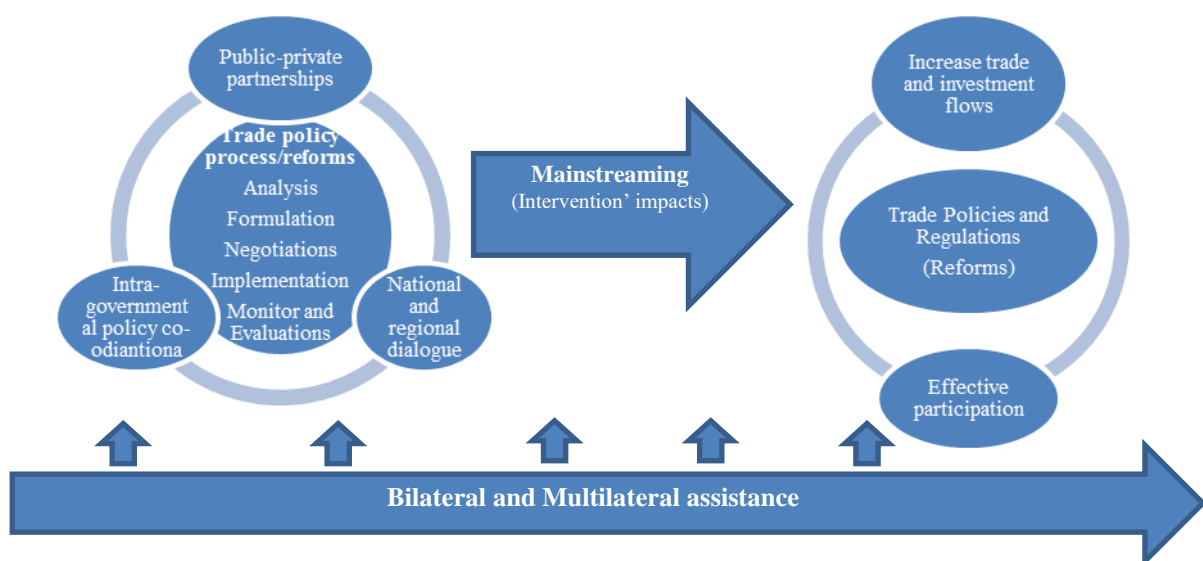 Public-private
partnerships
Trade policy
process/reforms
Analysis
Formulation
Negotiations
Implementation
Monitor and
Evaluations
Intra-
government
al policy co-
odiantiona
National
and
regional
dialogue
Mainstreaming
(Intervention’ impacts)
Increase trade
and investment
flows
Trade Policies and
Regulations
(Reforms)
Effective
participation
Bilateral and Multilateral assistance